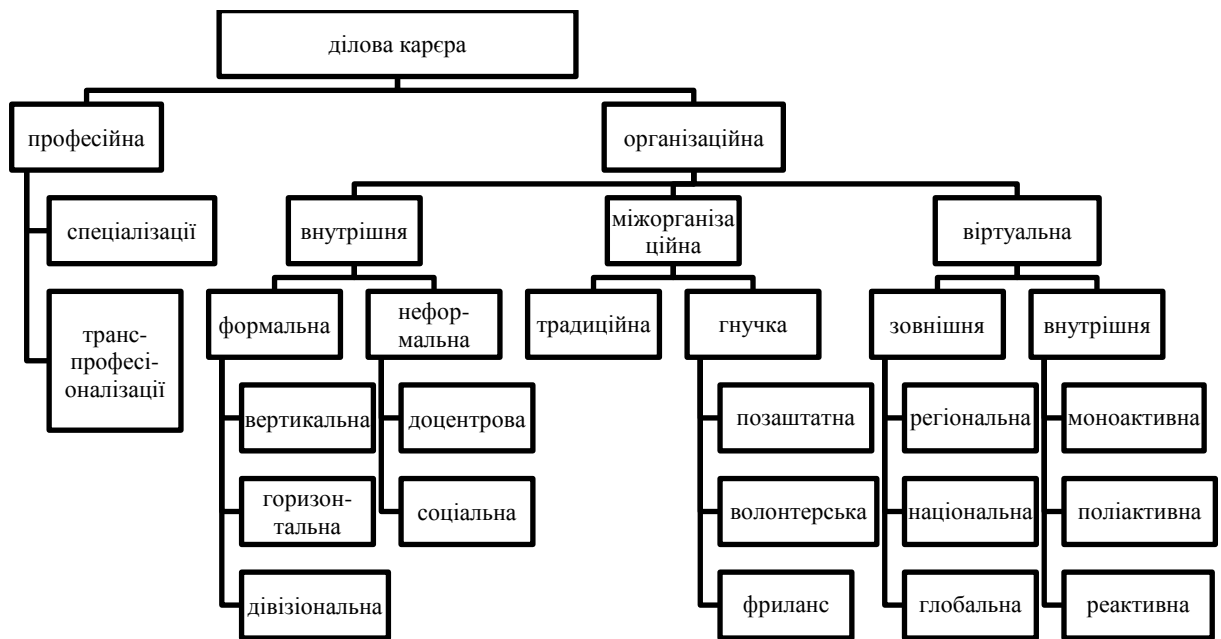 ділова карєра
професійна
організаційна
спеціалізації
внутрішня
міжорганіза
ційна
віртуальна
транс-
професі-
оналізації
формальна
нефор-
мальна
традиційна
гнучка
зовнішня
внутрішня
вертикальна
доцентрова
позаштатна
регіональна
моноактивна
горизон-
тальна
соціальна
волонтерська
національна
поліактивна
дівізіональна
фриланс
глобальна
реактивна